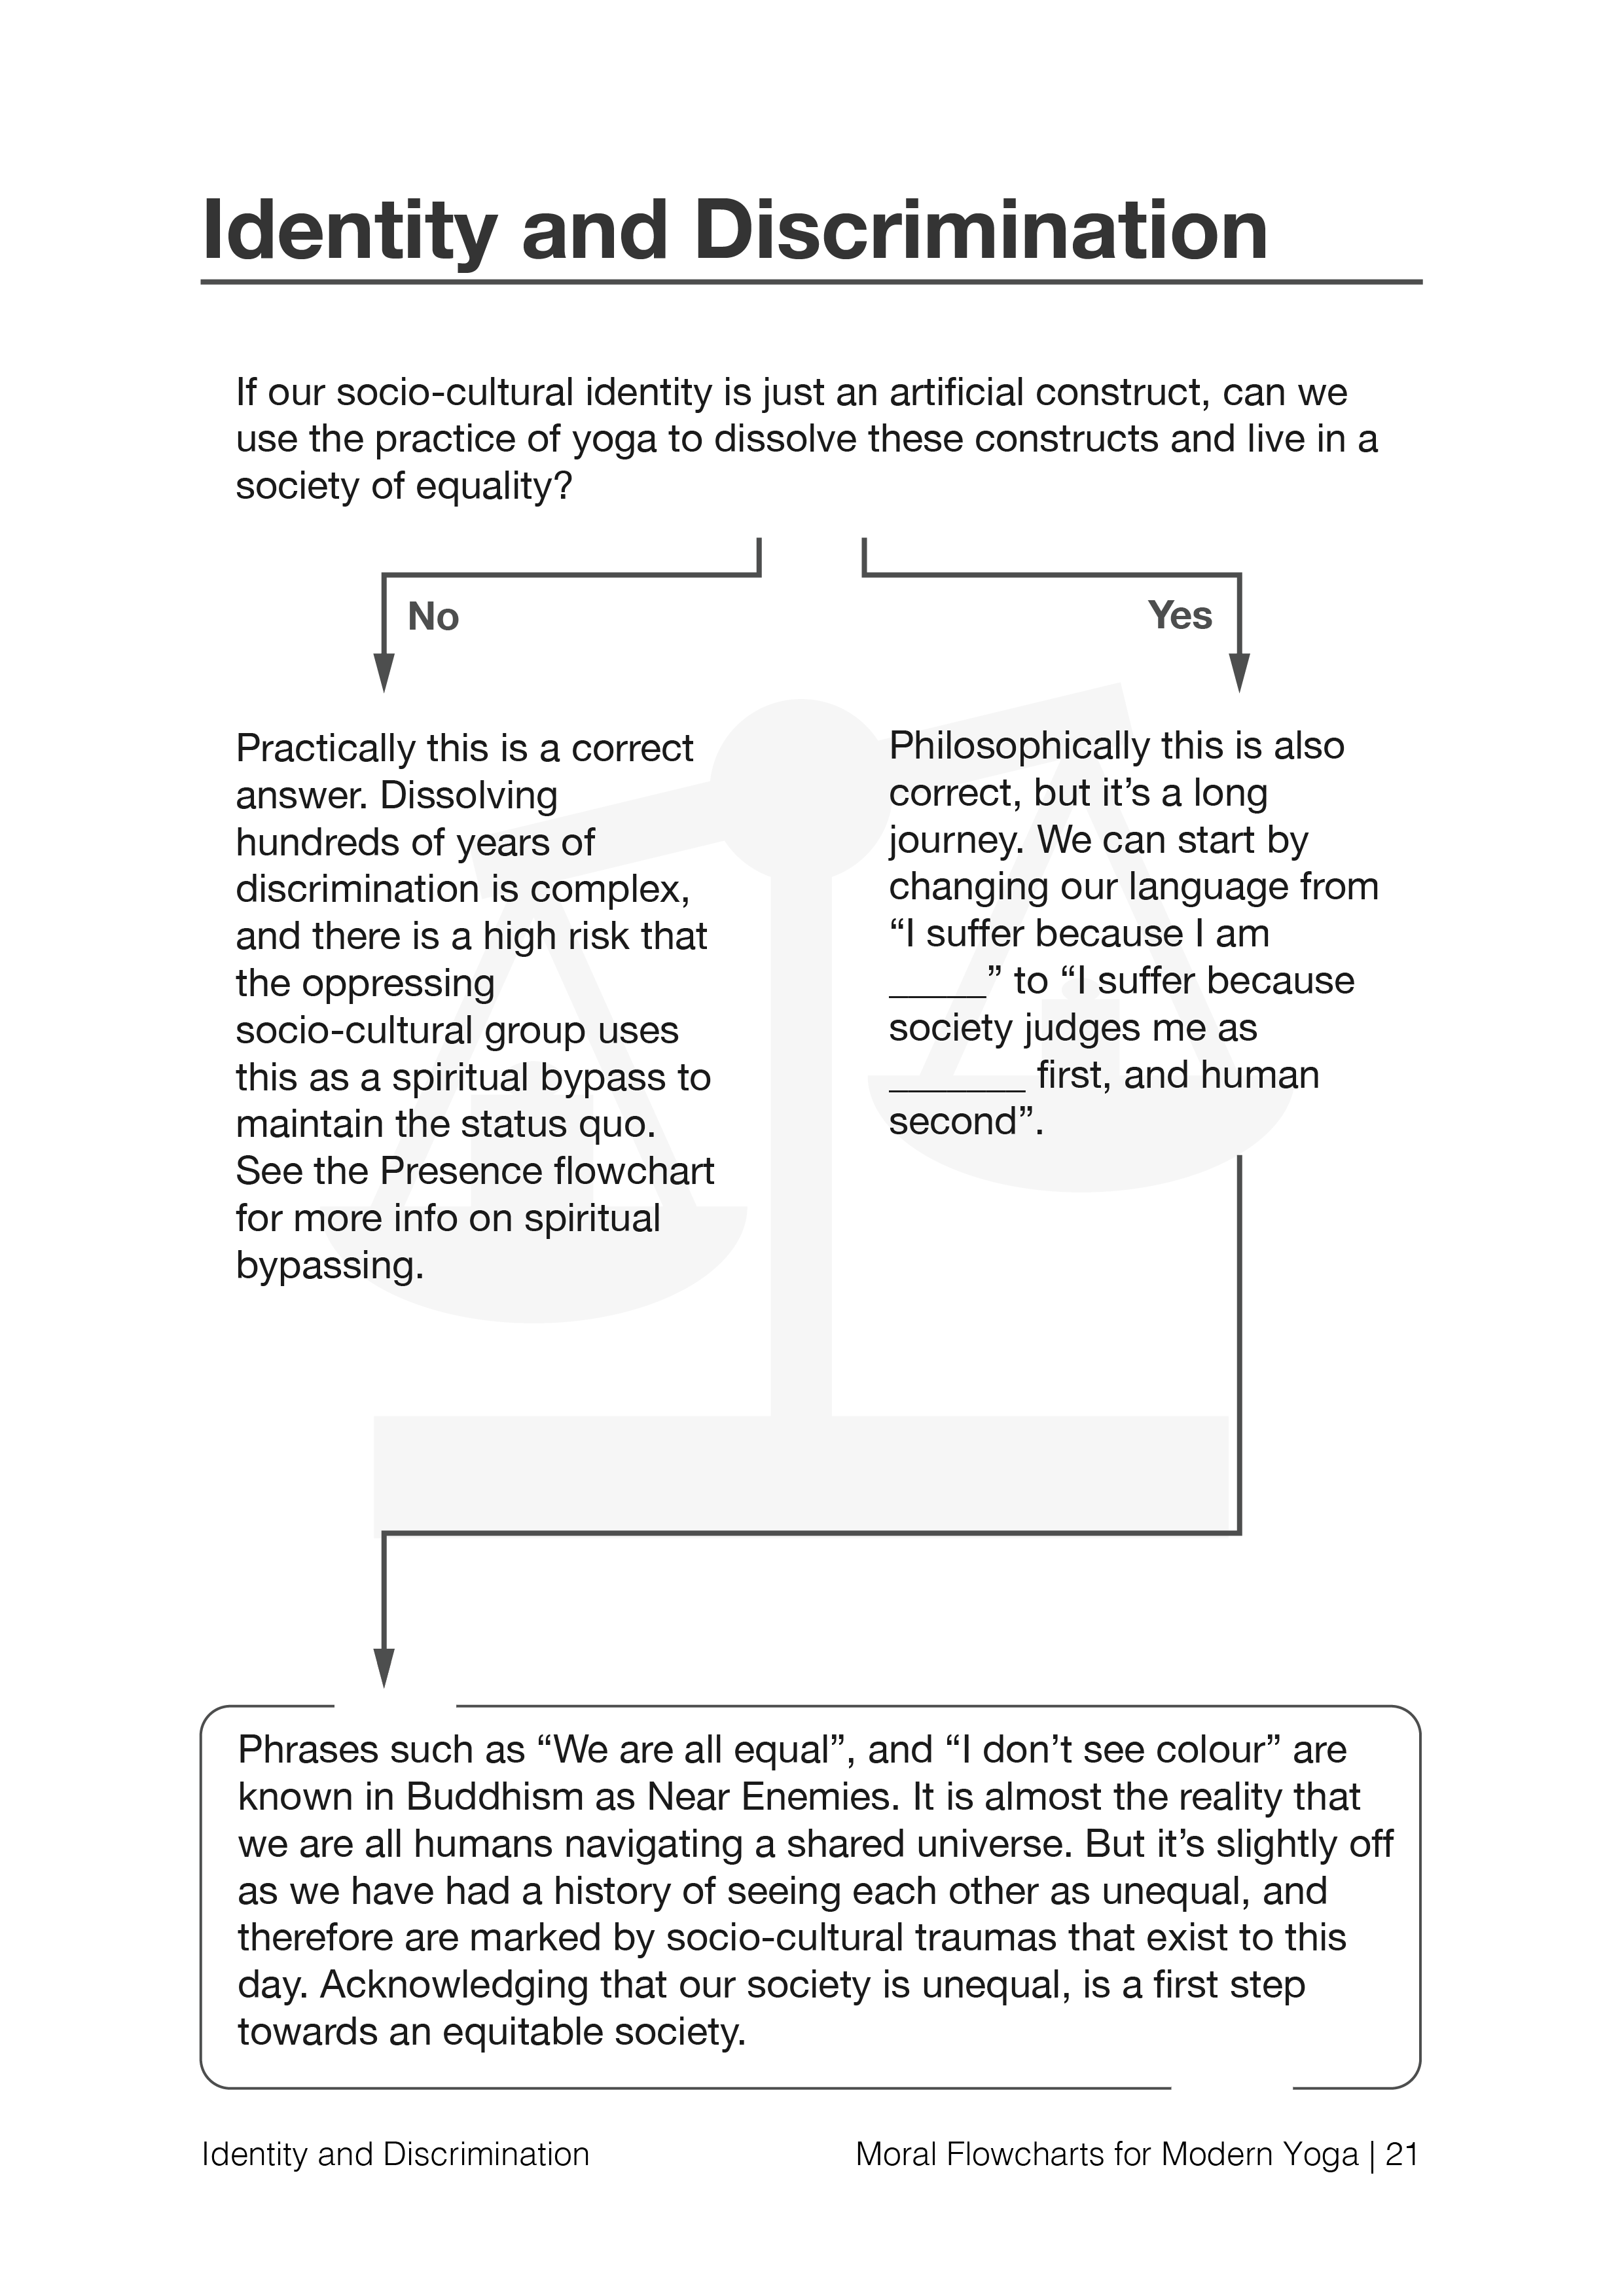 Identity and Discrimination
If our socio-cultural identity is just an artificial construct, can we
use the practice of yoga to dissolve these constructs and live in a
society of equality?
No
Yes
Practically this is a correct
answer. Dissolving
hundreds of years of
discrimination is complex,
and there is a high risk that
the oppressing
socio-cultural group uses
this as a spiritual bypass to
maintain the status quo.
See the Presence flowchart
for more info on spiritual
bypassing.
Philosophically this is also
correct, but it’s a long
journey. We can start by
changing our language from
“I suffer because I am
_____” to “I suffer because
society judges me as
_______ first, and human
second”.
Phrases such as “We are all equal”, and “I don’t see colour” are
known in Buddhism as Near Enemies. It is almost the reality that
we are all humans navigating a shared universe. But it’s slightly off
as we have had a history of seeing each other as unequal, and
therefore are marked by socio-cultural traumas that exist to this
day. Acknowledging that our society is unequal, is a first step
towards an equitable society.
Identity and Discrimination
Moral Flowcharts for Modern Yoga | 21